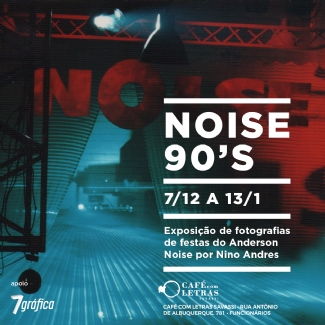 NOISE
NOISE
90'S
7/12 A 13/1
Exposição de fotografias
de festas do Anderson
Noise por Nino Andres
apoio
7gráfica
CAFÉ com
LETRAS
CAFÉ COM LETRAS SAVASSI • RUA ANTÔNIO
DE ALBUQUERQUE, 781 • FUNCIONÁRIOS